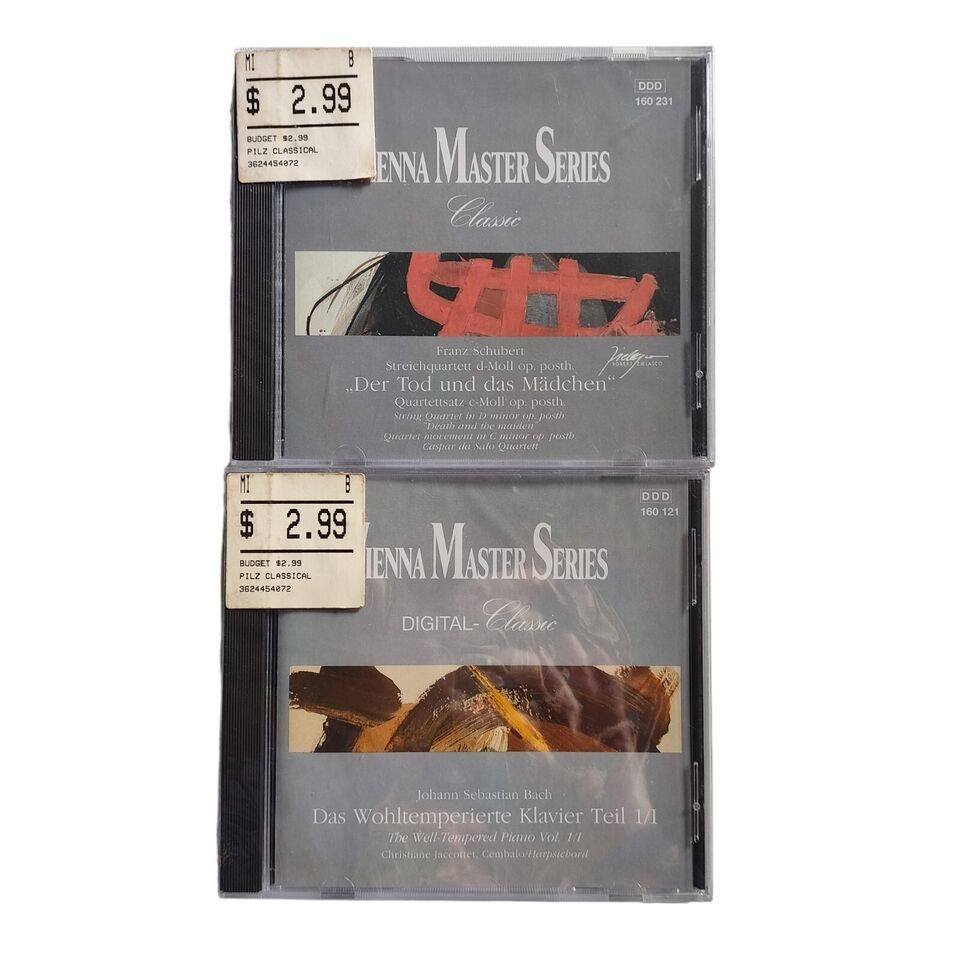 MI B
$ 2.99
BUDGET $2.99
PILZ CLASSICAL
3624454072
DDD
160 231
IENNA MASTER SERIES
Classic
Franz Schubert
Streichquartett d-Moll op. posth.
„Der Tod und das Mädchen“
Quartettsatz c-Moll op. posth.
String Quartet in D minor op. posth
"Death and the maiden"
Quartet movement in C minor op. posth.
Caspar da Salo Quartett
ROBERT ZIELASCO
MI B
$ 2.99
BUDGET $2.99
PILZ CLASSICAL
3624454072
DDD
160 121
VIENNA MASTER SERIES
DIGITAL-Classic
Johann Sebastian Bach
Das Wohltemperierte Klavier Teil 1/I
The Well-Tempered Piano Vol. 1/I
Christiane Jaccottet, Cembalo/Harpsichord